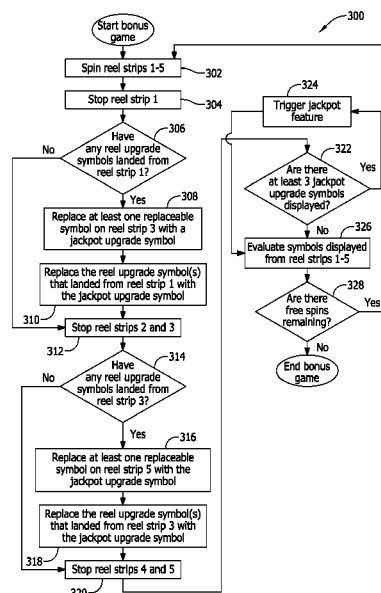 Start bonus
game
300
Spin reel strips 1-5
302
Stop reel strip 1
304
306
Have
any reel upgrade
symbols landed from
reel strip 1?
No
Yes
308
Replace at least one replaceable
symbol on reel strip 3 with a
jackpot upgrade symbol
Replace the reel upgrade symbol(s)
that landed from reel strip 1 with
the jackpot upgrade symbol
310
Stop reel strips 2 and 3
312
314
Have
any reel upgrade
symbols landed from
reel strip 3?
No
Yes
316
Replace at least one replaceable
symbol on reel strip 5 with the
jackpot upgrade symbol
Replace the reel upgrade symbol(s)
that landed from reel strip 3 with
the jackpot upgrade symbol
318
Stop reel strips 4 and 5
320
324
Trigger jackpot
feature
322
Are there
at least 3 jackpot
upgrade symbols
displayed?
Yes
No
326
Evaluate symbols displayed
from reel strips 1-5
328
Are there
free spins
remaining?
Yes
No
End bonus
game